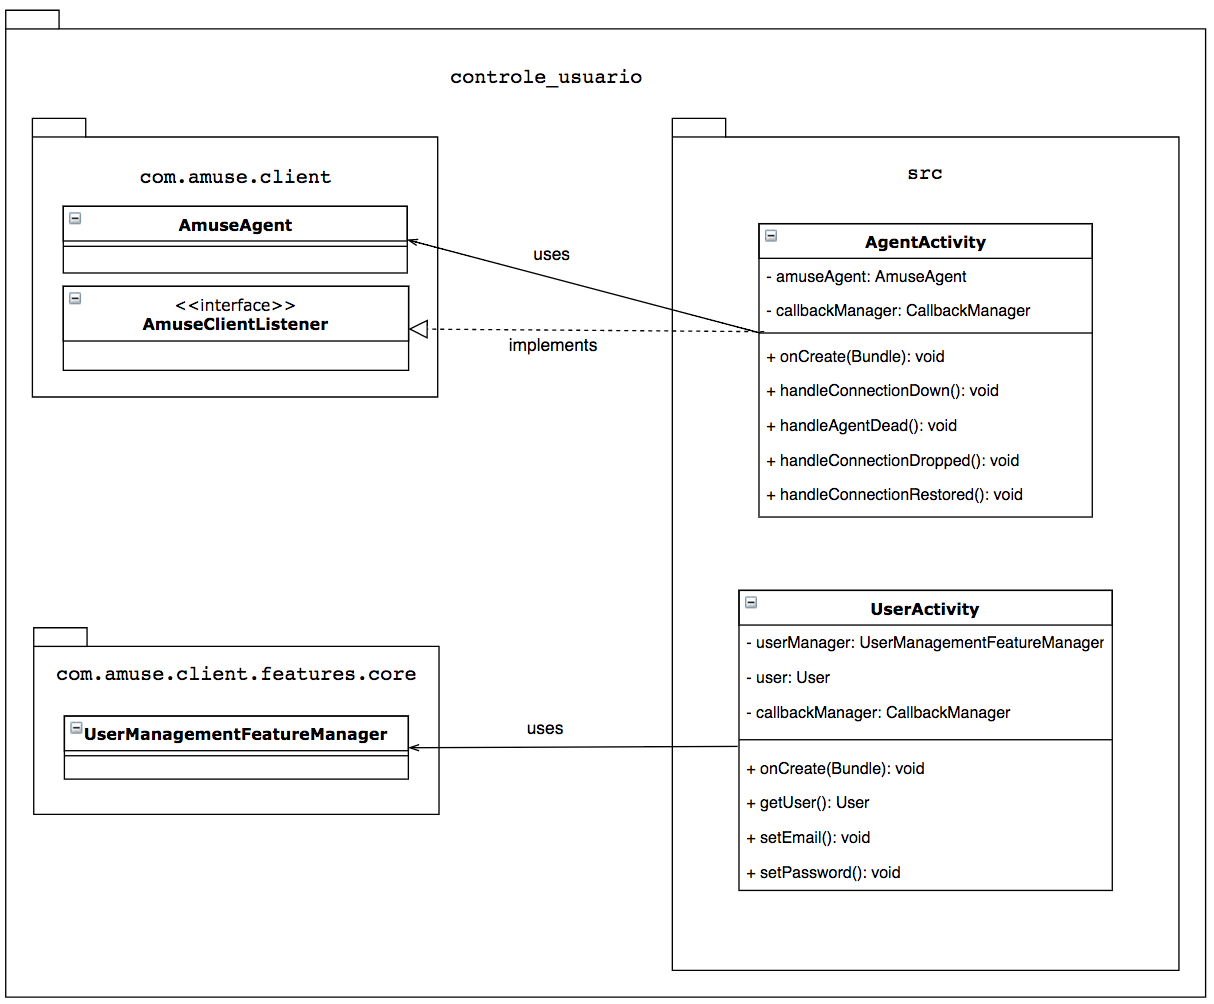 controle_usuario
com.amuse.client
AmuseAgent
<<interface>>
AmuseClientListener
uses
implements
src
AgentActivity
- amuseAgent: AmuseAgent
- callbackManager: CallbackManager
+ onCreate(Bundle): void
+ handleConnectionDown(): void
+ handleAgentDead(): void
+ handleConnectionDropped(): void
+ handleConnectionRestored(): void
com.amuse.client.features.core
UserManagementFeatureManager
uses
UserActivity
- userManager: UserManagementFeatureManager
- user: User
- callbackManager: CallbackManager
+ onCreate(Bundle): void
+ getUser(): User
+ setEmail(): void
+ setPassword(): void